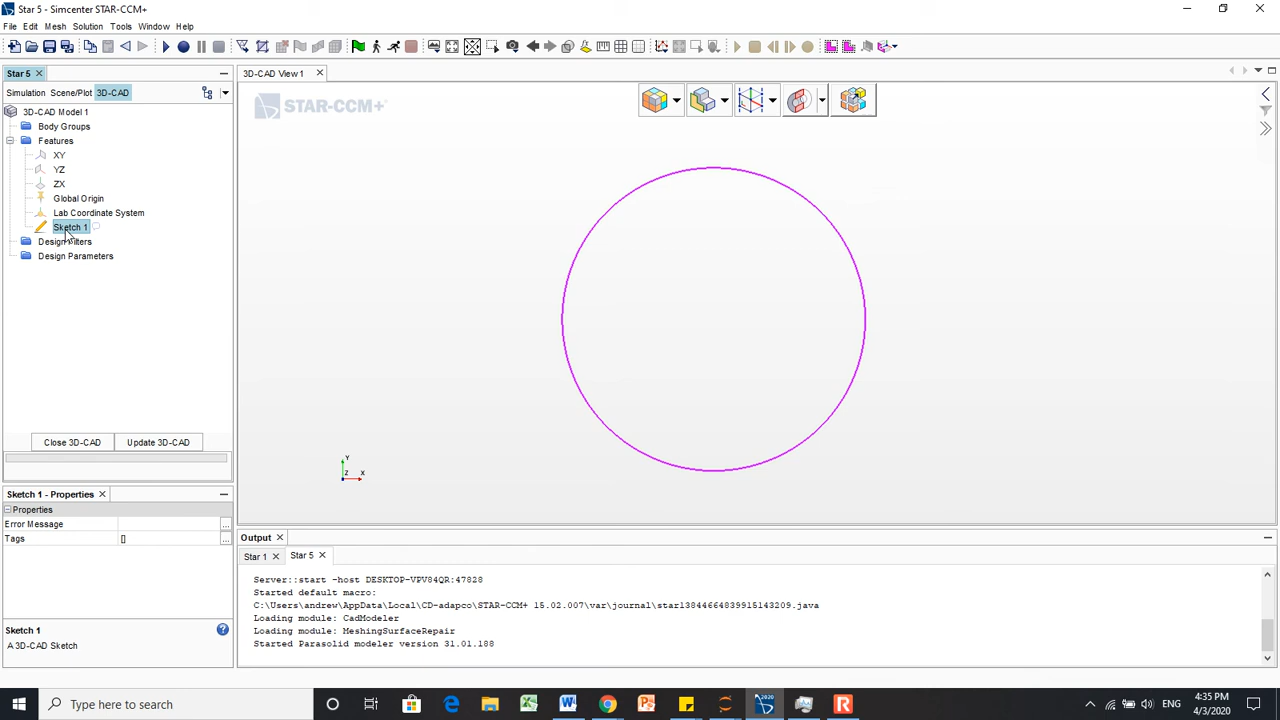 Star 5 - Simcenter STAR-CCM+
File Edit Mesh Solution Tools Window Help
Star 5
Simulation Scene/Plot 3D-CAD
3D-CAD Model 1
Body Groups
Features
XY
YZ
ZX
Global Origin
Lab Coordinate System
Sketch 1
Design Filters
Design Parameters
Close 3D-CAD Update 3D-CAD
Sketch 1 - Properties
Properties
Error Message
Tags []
Sketch 1
A 3D-CAD Sketch
3D-CAD View 1
STAR-CCM+
Y
Z X
Output
Star 1 Star 5
Server::start -host DESKTOP-VPV84QR:47828
Started default macro:
C:\Users\andrew\AppData\Local\CD-adapco\STAR-CCM+ 15.02.007\var\journal\star13844664839915143209.java
Loading module: CadModeler
Loading module: MeshingSurfaceRepair
Started Parasolid modeler version 31.01.188
Type here to search
2020
ENG
4:35 PM
4/3/2020